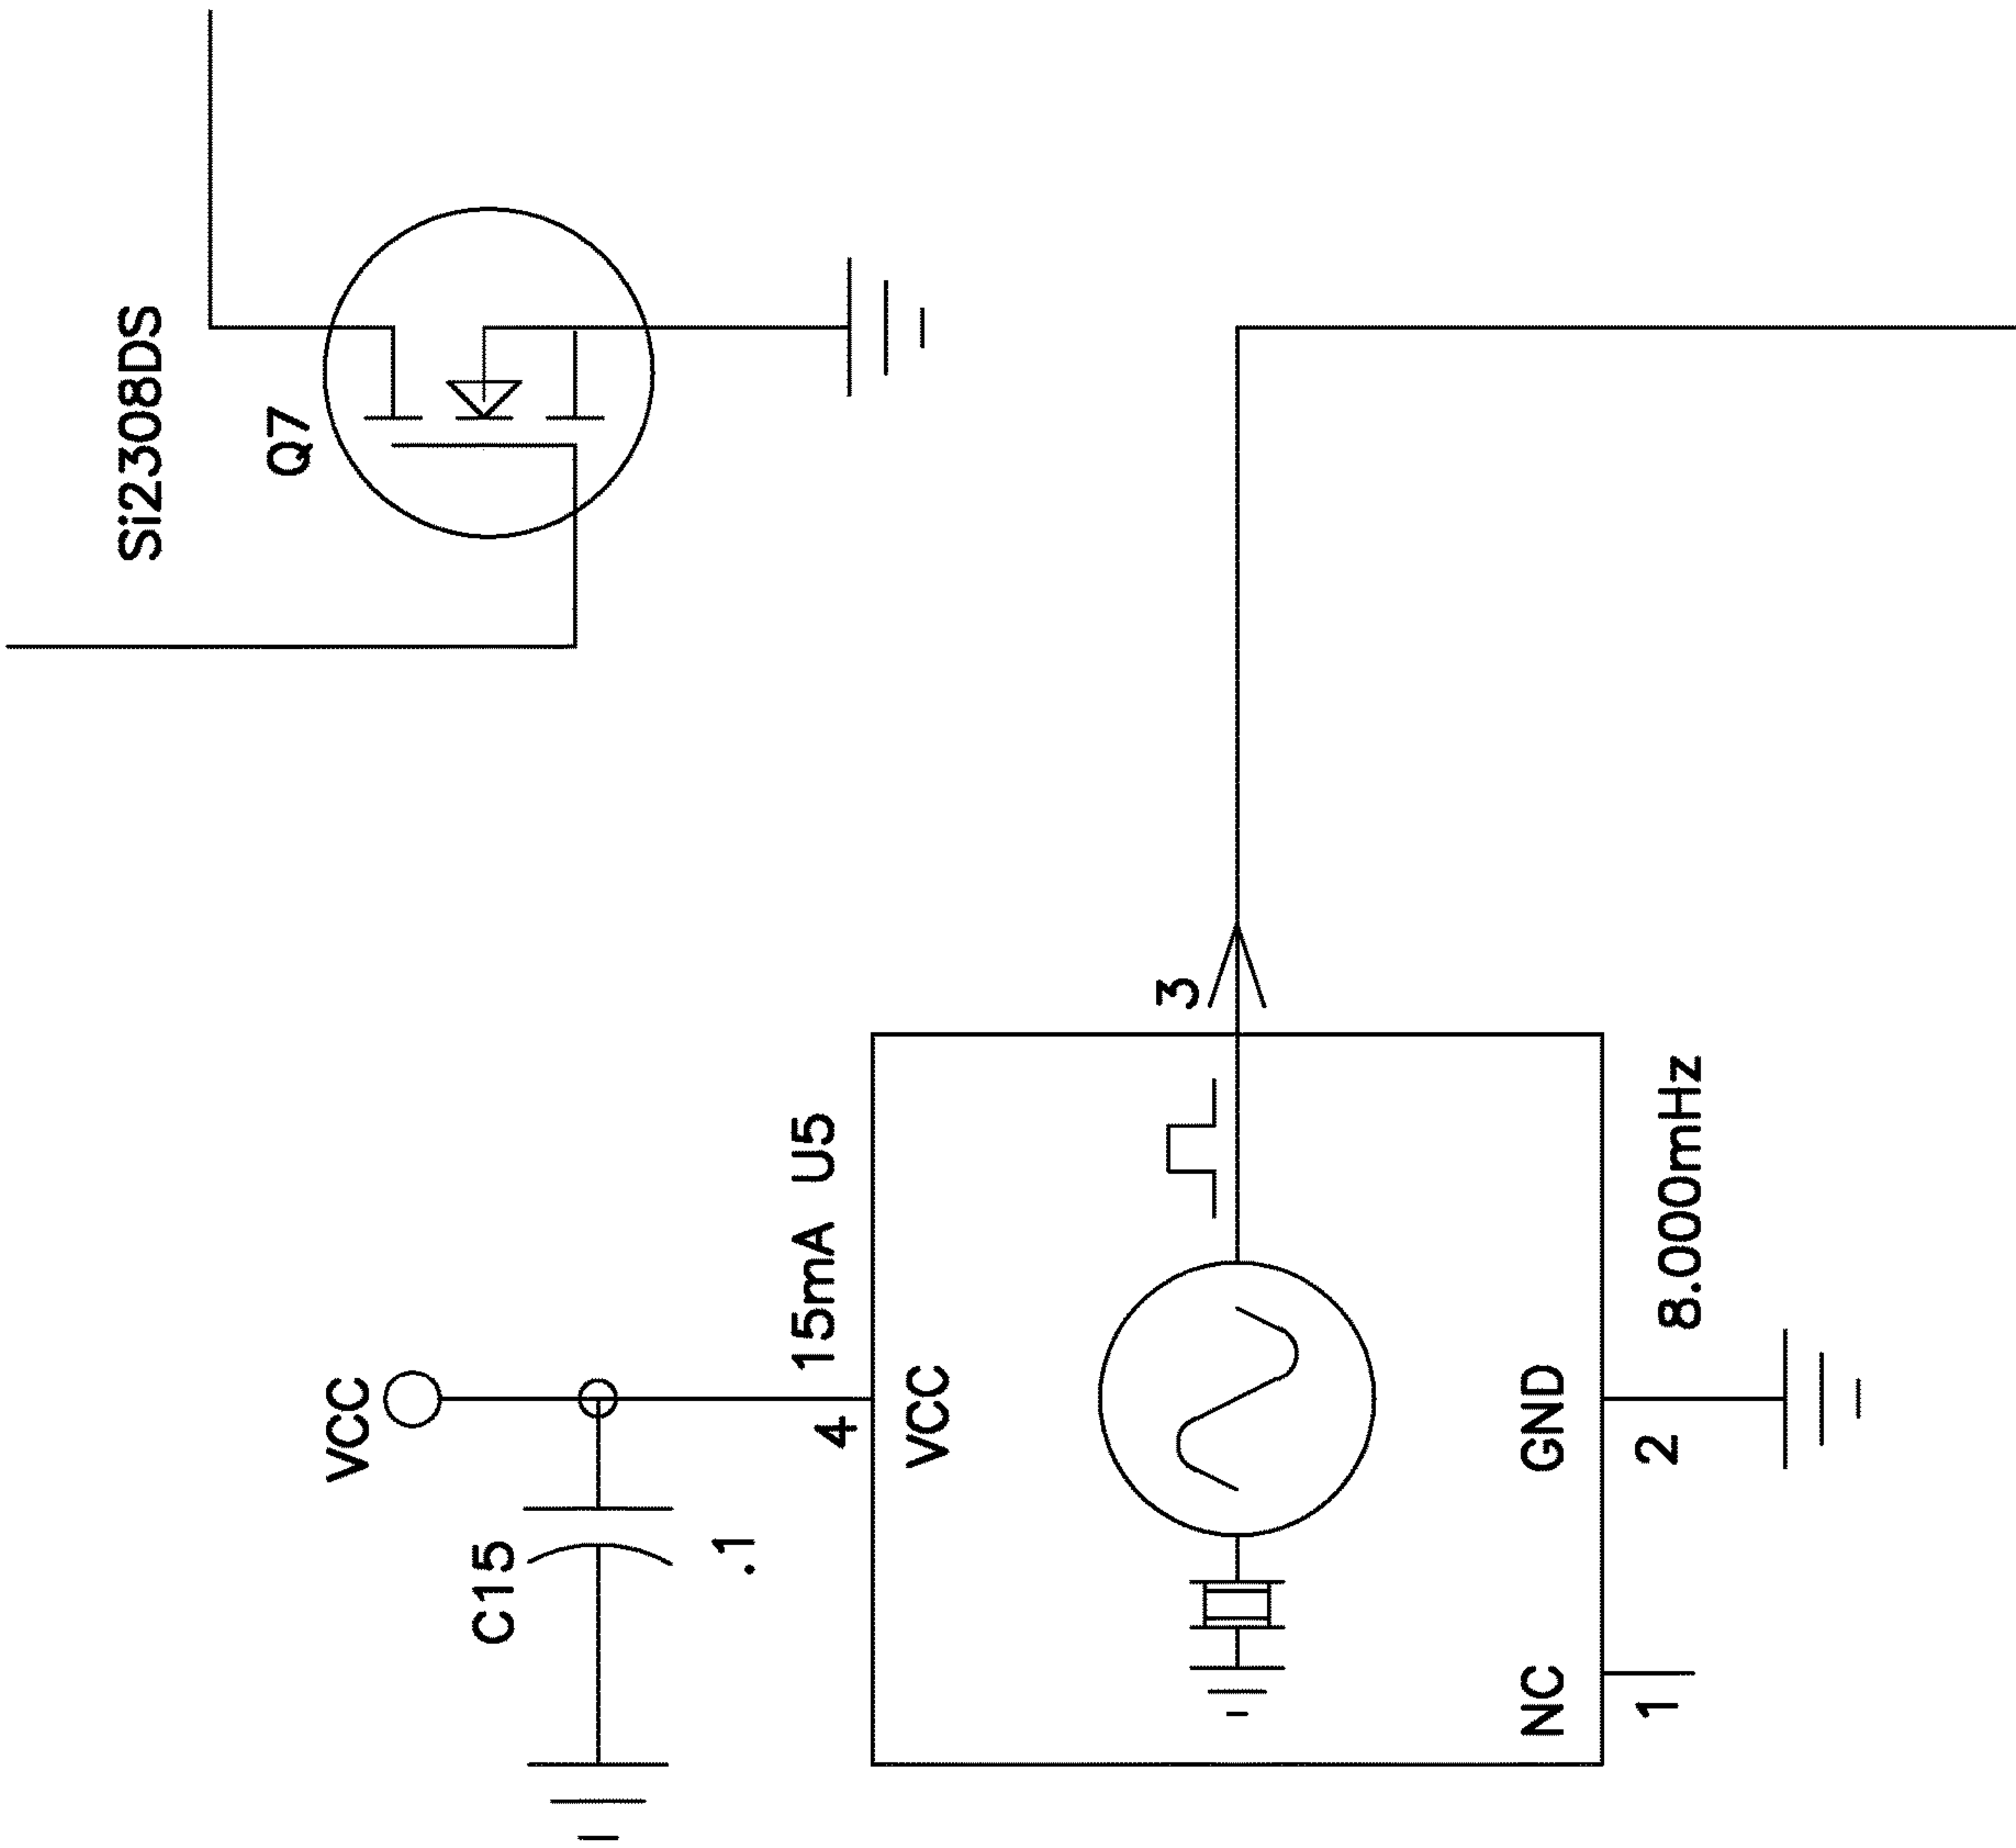 Si2308DS
Q7
VCC
C15
.1
15mA U5
4
VCC
3
GND
2
8.000mHz
NC
1